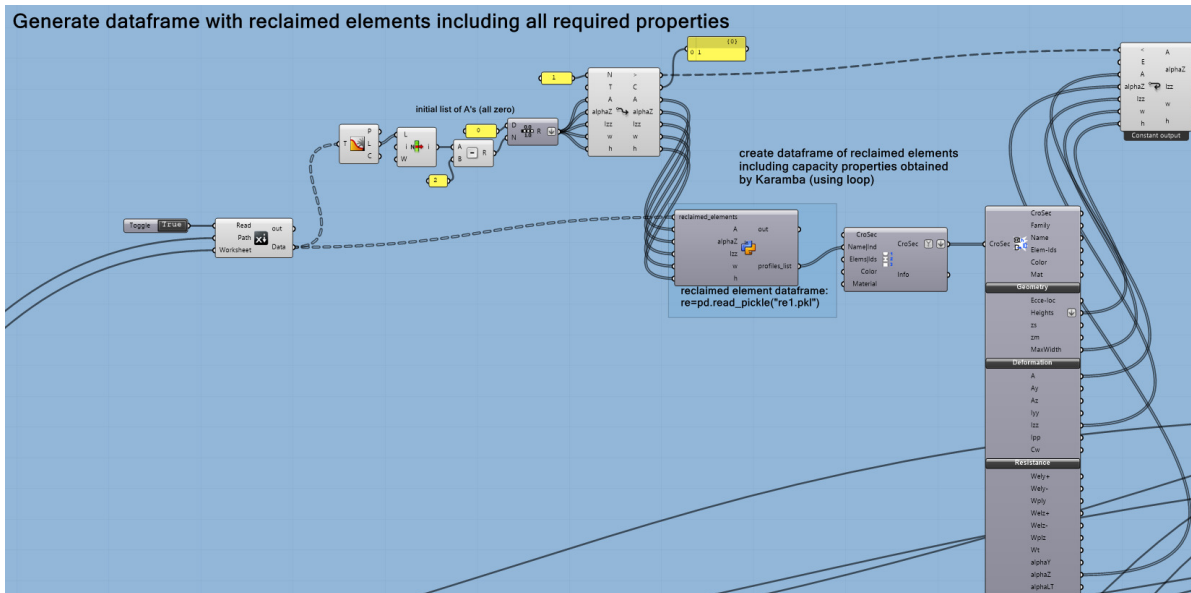 Generate dataframe with reclaimed elements including all required properties
{0}
0 1
1
initial list of A's (all zero)
0
2
T
P
L
C
L
i
W
i
A
B
R
D
N
R
N
T
A
alphaZ
Izz
w
h
>
C
A
alphaZ
Izz
w
h
<
E
A
alphaZ
Izz
w
h
A
alphaZ
Izz
w
h
Constant output
create dataframe of reclaimed elements
including capacity properties obtained
by Karamba (using loop)
Toggle True
Read
Path
Worksheet
out
Data
reclaimed_elements
A
alphaZ
Izz
w
h
out
profiles_list
reclaimed element dataframe:
re=pd.read_pickle("re1.pkl")
CroSec
Name|Ind
Elems|Ids
Color
Material
CroSec
Info
CroSec
CroSec
Family
Name
Elem-Ids
Color
Mat
Geometry
Ecce-loc
Heights
zs
zm
MaxWidth
Deformation
A
Ay
Az
Iyy
Izz
Ipp
Cw
Resistance
Wely+
Wely-
Wply
Welz+
Welz-
Wplz
Wt
alphaY
alphaZ
alphaLT